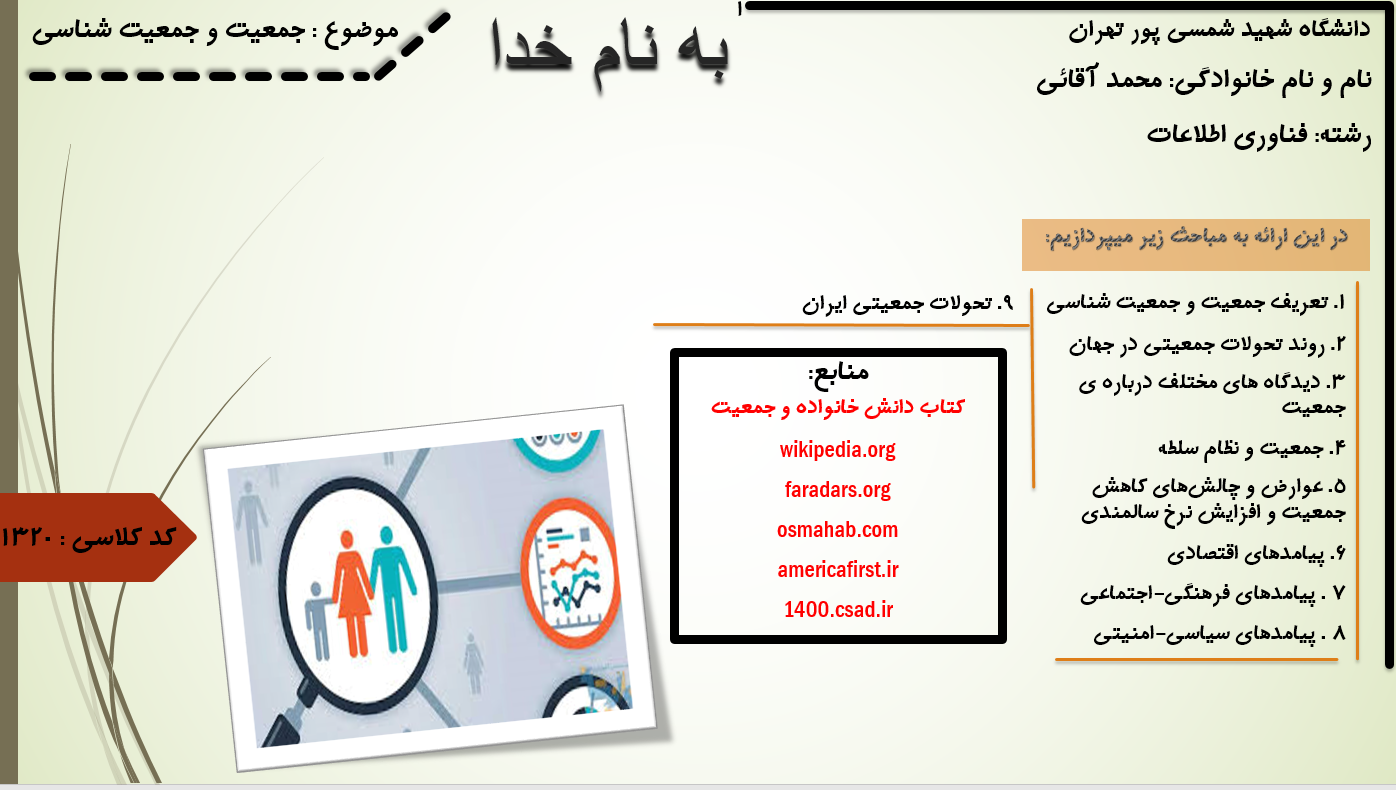 به نام خدا
ا
دانشگاه شهید شمسی پور تهران
نام و نام خانوادگی: محمد آقائی
رشته: فناوری اطلاعات
موضوع : جمعیت و جمعیت شناسی
در این ارائه به مباحث زیر میپردازیم:
۱. تعریف جمعیت و جمعیت شناسی
۲. روند تحولات جمعیتی در جهان
۳. دیدگاه های مختلف درباره ی
جمعیت
۴. جمعیت و نظام سلطه
۵. عوارض و چالش‌های کاهش
جمعیت و افزایش نرخ سالمندی
۶. پیامدهای اقتصادی
۷ . پیامدهای فرهنگی-اجتماعی
۸ . پیامدهای سیاسی-امنیتی
۹. تحولات جمعیتی ایران
منابع:
کتاب دانش خانواده و جمعیت
wikipedia.org
faradars.org
osmahab.com
americafirst.ir
1400.csad.ir
کد کلاسی : ۱۳۲۰